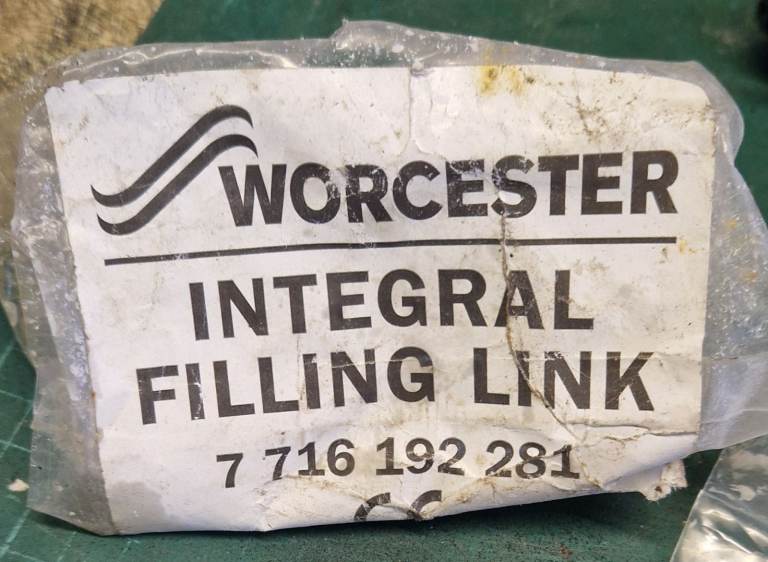 WORCESTER
INTEGRAL
FILLING LINK
7 716 192 281